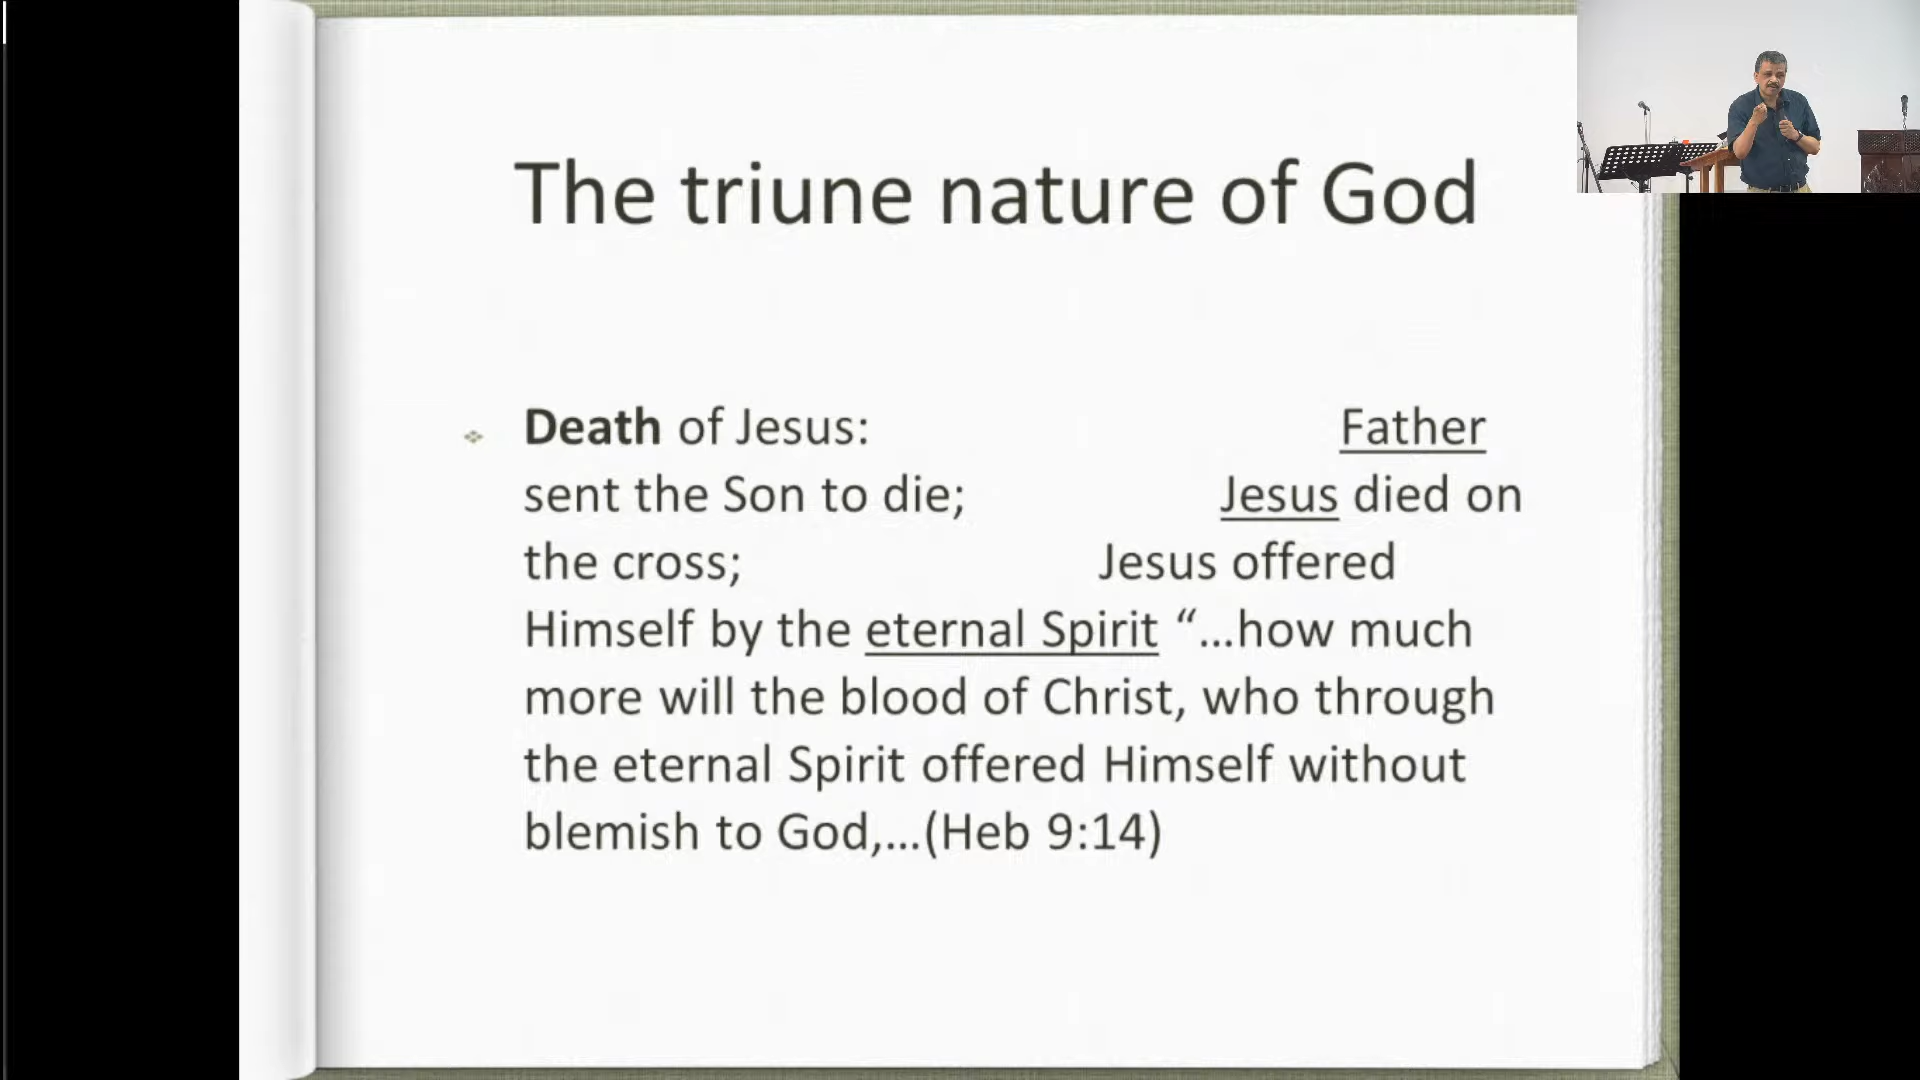 The triune nature of God
Death of Jesus: Father
sent the Son to die; Jesus died on
the cross; Jesus offered
Himself by the eternal Spirit “...how much
more will the blood of Christ, who through
the eternal Spirit offered Himself without
blemish to God,...(Heb 9:14)